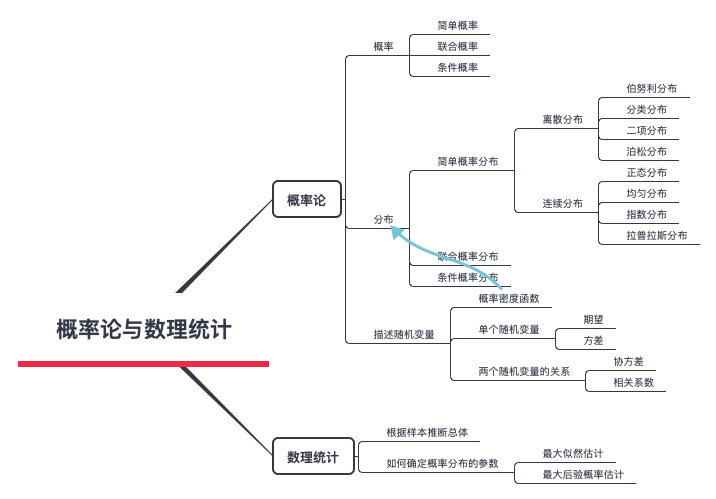 概率论与数理统计
概率论
概率
简单概率
联合概率
条件概率
分布
简单概率分布
离散分布
伯努利分布
分类分布
二项分布
泊松分布
连续分布
正态分布
均匀分布
指数分布
拉普拉斯分布
联合概率分布
条件概率分布
描述随机变量
概率密度函数
单个随机变量
期望
方差
两个随机变量的关系
协方差
相关系数
数理统计
根据样本推断总体
如何确定概率分布的参数
最大似然估计
最大后验概率估计